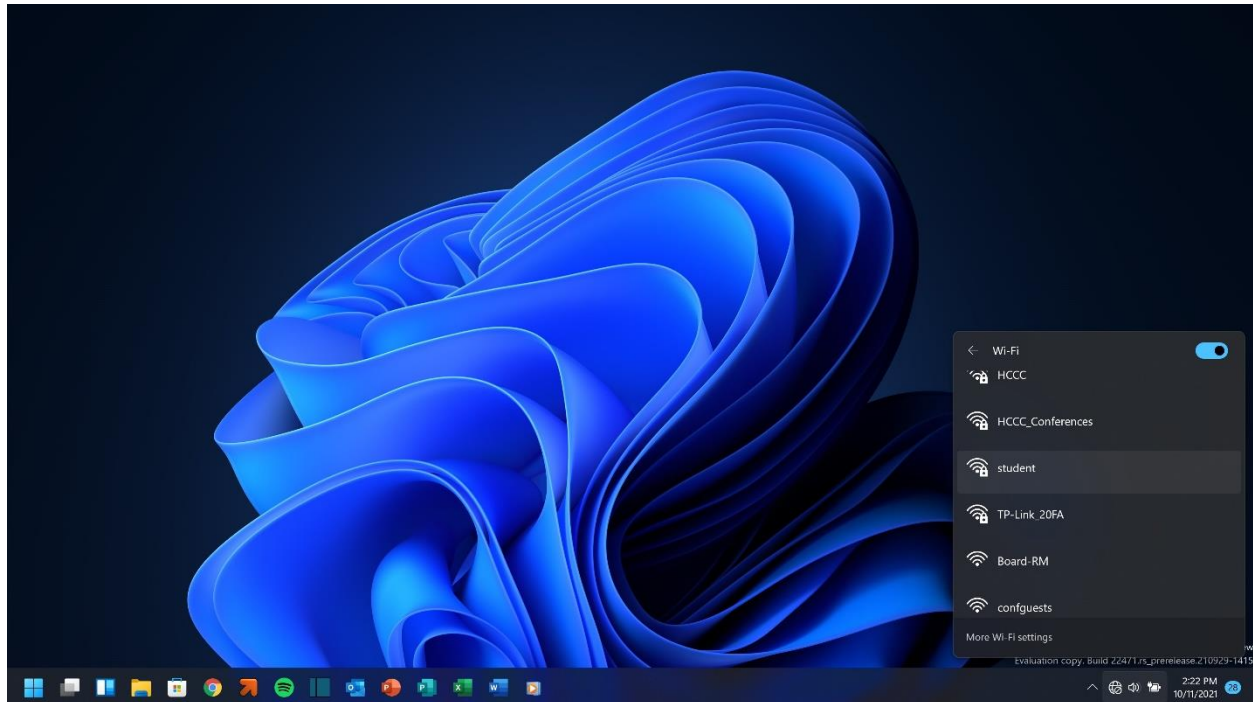 Wi-Fi
HCCC
HCCC_Conferences
student
TP-Link_20FA
Board-RM
confguests
More Wi-Fi settings
Evaluation copy. Build 22471.rs_prerelease.210929-1415
2:22 PM
10/11/2021
28